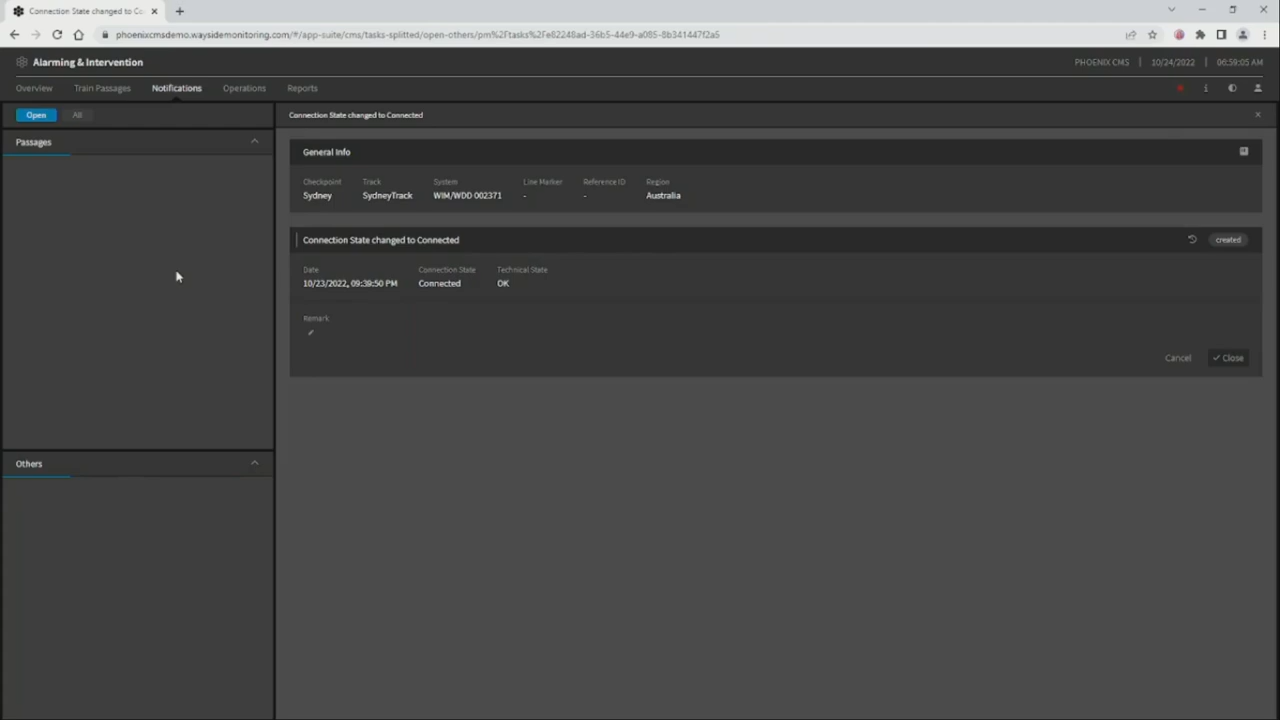 Connection State changed to Co
phoenixcmsdemo.waysidemonitoring.com/#/app-suite/cms/tasks-splitted/open-others/pm%2Ftasks%2Fe82248ad-36b5-44e9-a085-8b341447f2a5
Alarming & Intervention
PHOENIX CMS
10/24/2022
06:59:05 AM
Overview
Train Passages
Notifications
Operations
Reports
Open
All
Connection State changed to Connected
Passages
General Info
Checkpoint
Track
System
Line Marker
Reference ID
Region
Sydney
SydneyTrack
WIM/WDD 002371
-
-
Australia
Connection State changed to Connected
created
Date
Connection State
Technical State
10/23/2022, 09:39:50 PM
Connected
OK
Remark
Cancel
Close
Others